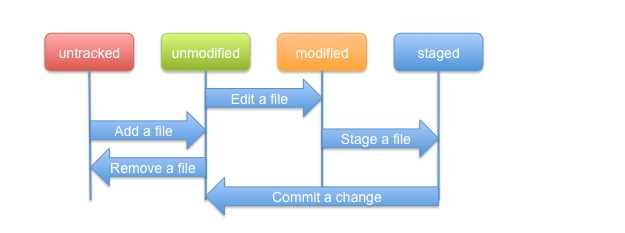 untracked
unmodified
modified
staged
Edit a file
Add a file
Stage a file
Remove a file
Commit a change